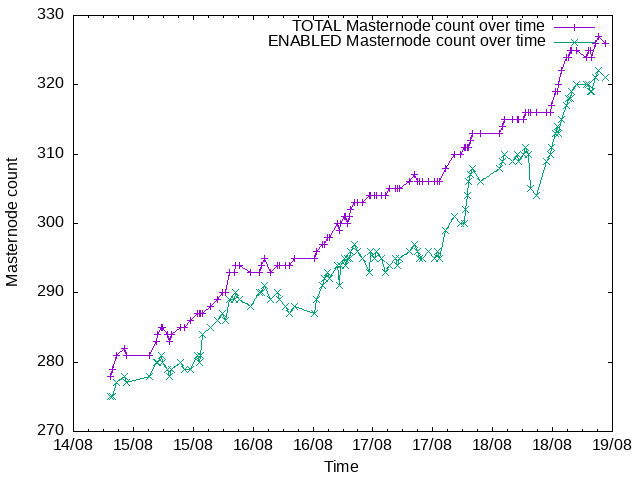 TOTAL Masternode count over time
ENABLED Masternode count over time
330
320
310
300
290
280
270
Masternode count
14/08 15/08 15/08 16/08 16/08 17/08 17/08 18/08 18/08 19/08
Time